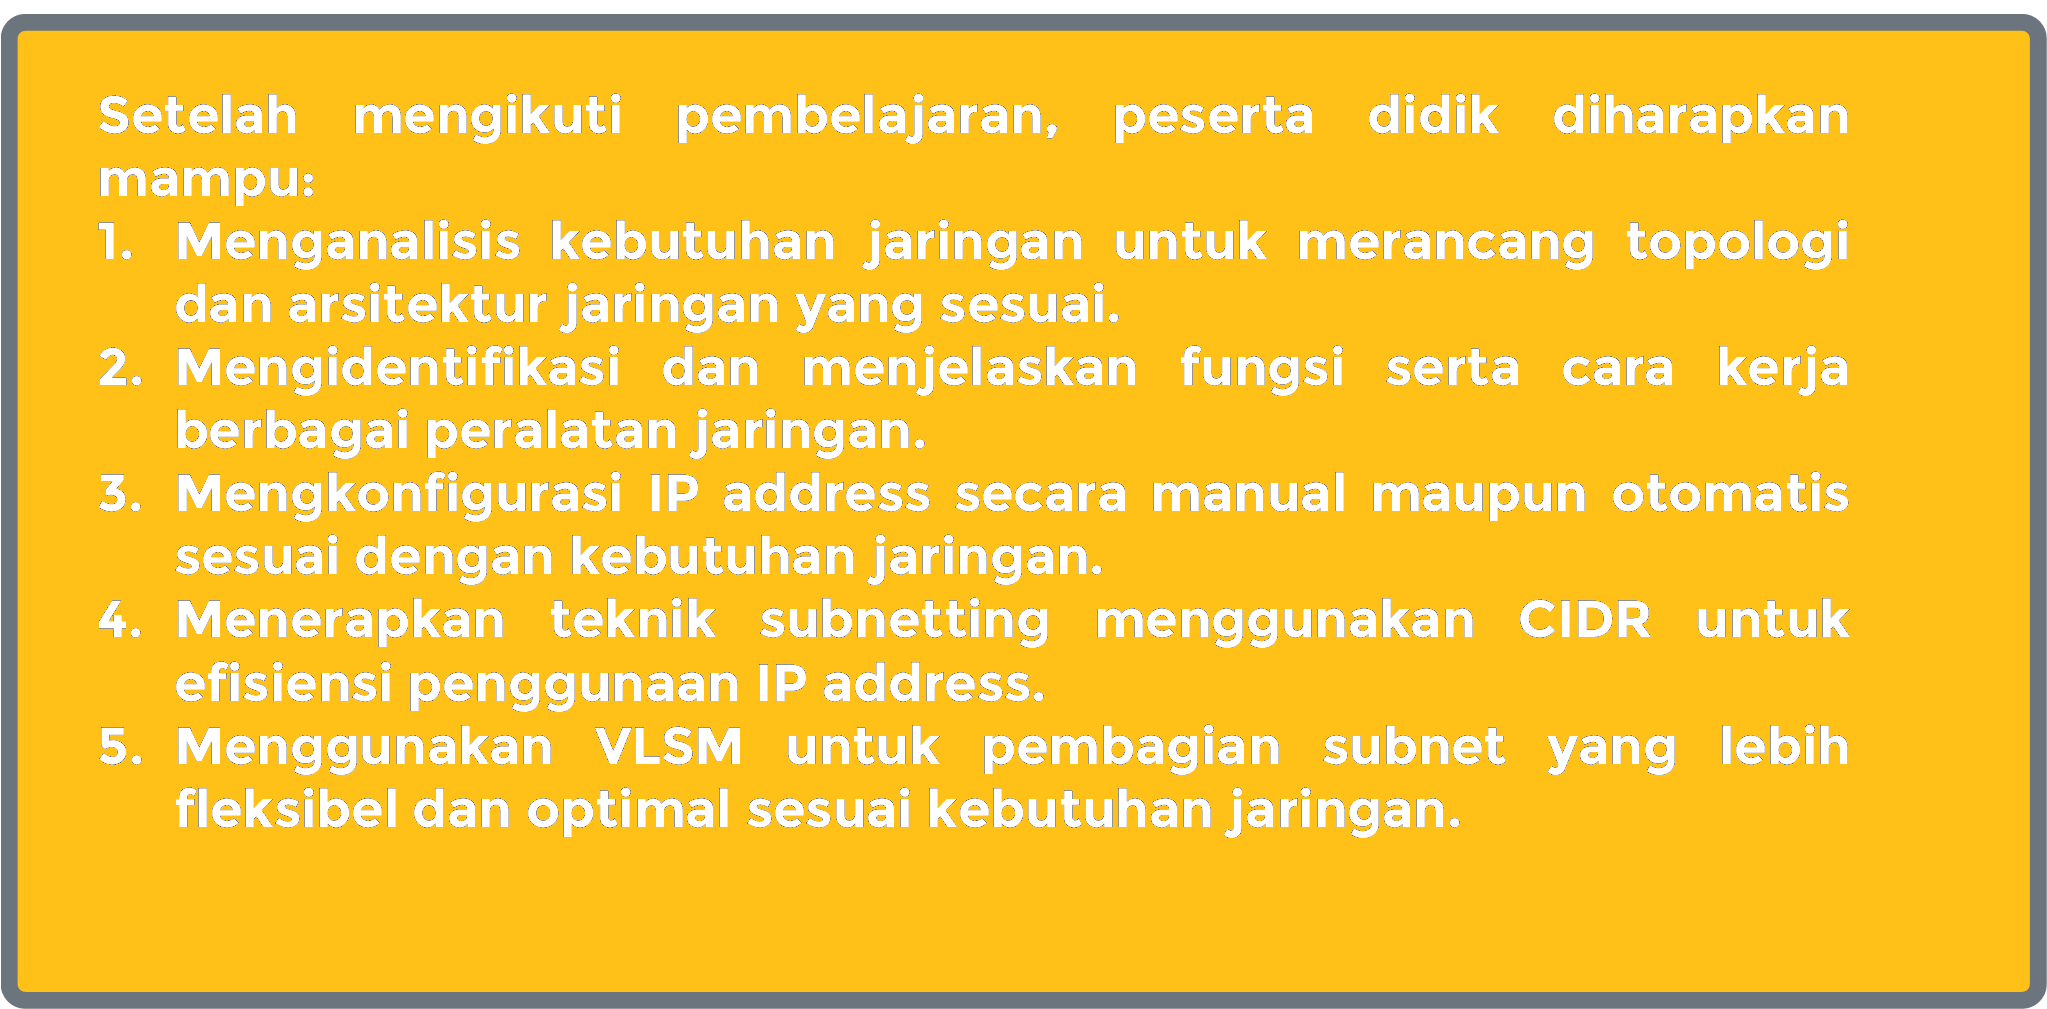 Setelah mengikuti pembelajaran, peserta didik diharapkan
mampu:
1. Menganalisis kebutuhan jaringan untuk merancang topologi
dan arsitektur jaringan yang sesuai.
2. Mengidentifikasi dan menjelaskan fungsi serta cara kerja
berbagai peralatan jaringan.
3. Mengkonfigurasi IP address secara manual maupun otomatis
sesuai dengan kebutuhan jaringan.
4. Menerapkan teknik subnetting menggunakan CIDR untuk
efisiensi penggunaan IP address.
5. Menggunakan VLSM untuk pembagian subnet yang lebih
fleksibel dan optimal sesuai kebutuhan jaringan.